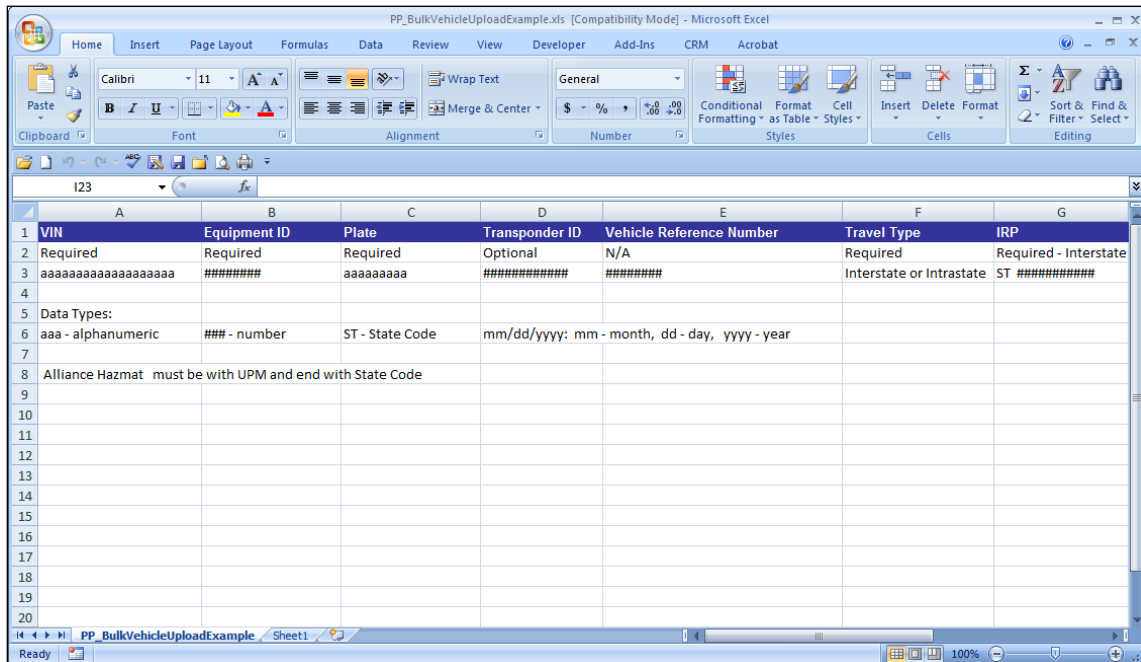 PP_BulkVehicleUploadExample.xls [Compatibility Mode] - Microsoft Excel
Home Insert Page Layout Formulas Data Review View Developer Add-Ins CRM Acrobat
Paste
Clipboard
Calibri 11
B I U
Font
Wrap Text
Merge & Center
Alignment
General
$ % , .0 .00 .00 .0
Number
Conditional Formatting
Format as Table
Cell Styles
Styles
Insert Delete Format
Cells
Sort & Filter
Find & Select
Editing
ABC
I23 fx
A B C D E F G
1 VIN Equipment ID Plate Transponder ID Vehicle Reference Number Travel Type IRP
2 Required Required Required Optional N/A Required Required - Interstate
3 aaaaaaaaaaaaaaaaaaa ######## aaaaaaaaa ############ ######## Interstate or Intrastate ST ###########
4
5 Data Types:
6 aaa - alphanumeric ### - number ST - State Code mm/dd/yyyy: mm - month, dd - day, yyyy - year
7
8 Alliance Hazmat must be with UPM and end with State Code
9
10
11
12
13
14
15
16
17
18
19
20
PP_BulkVehicleUploadExample Sheet1
Ready 100%